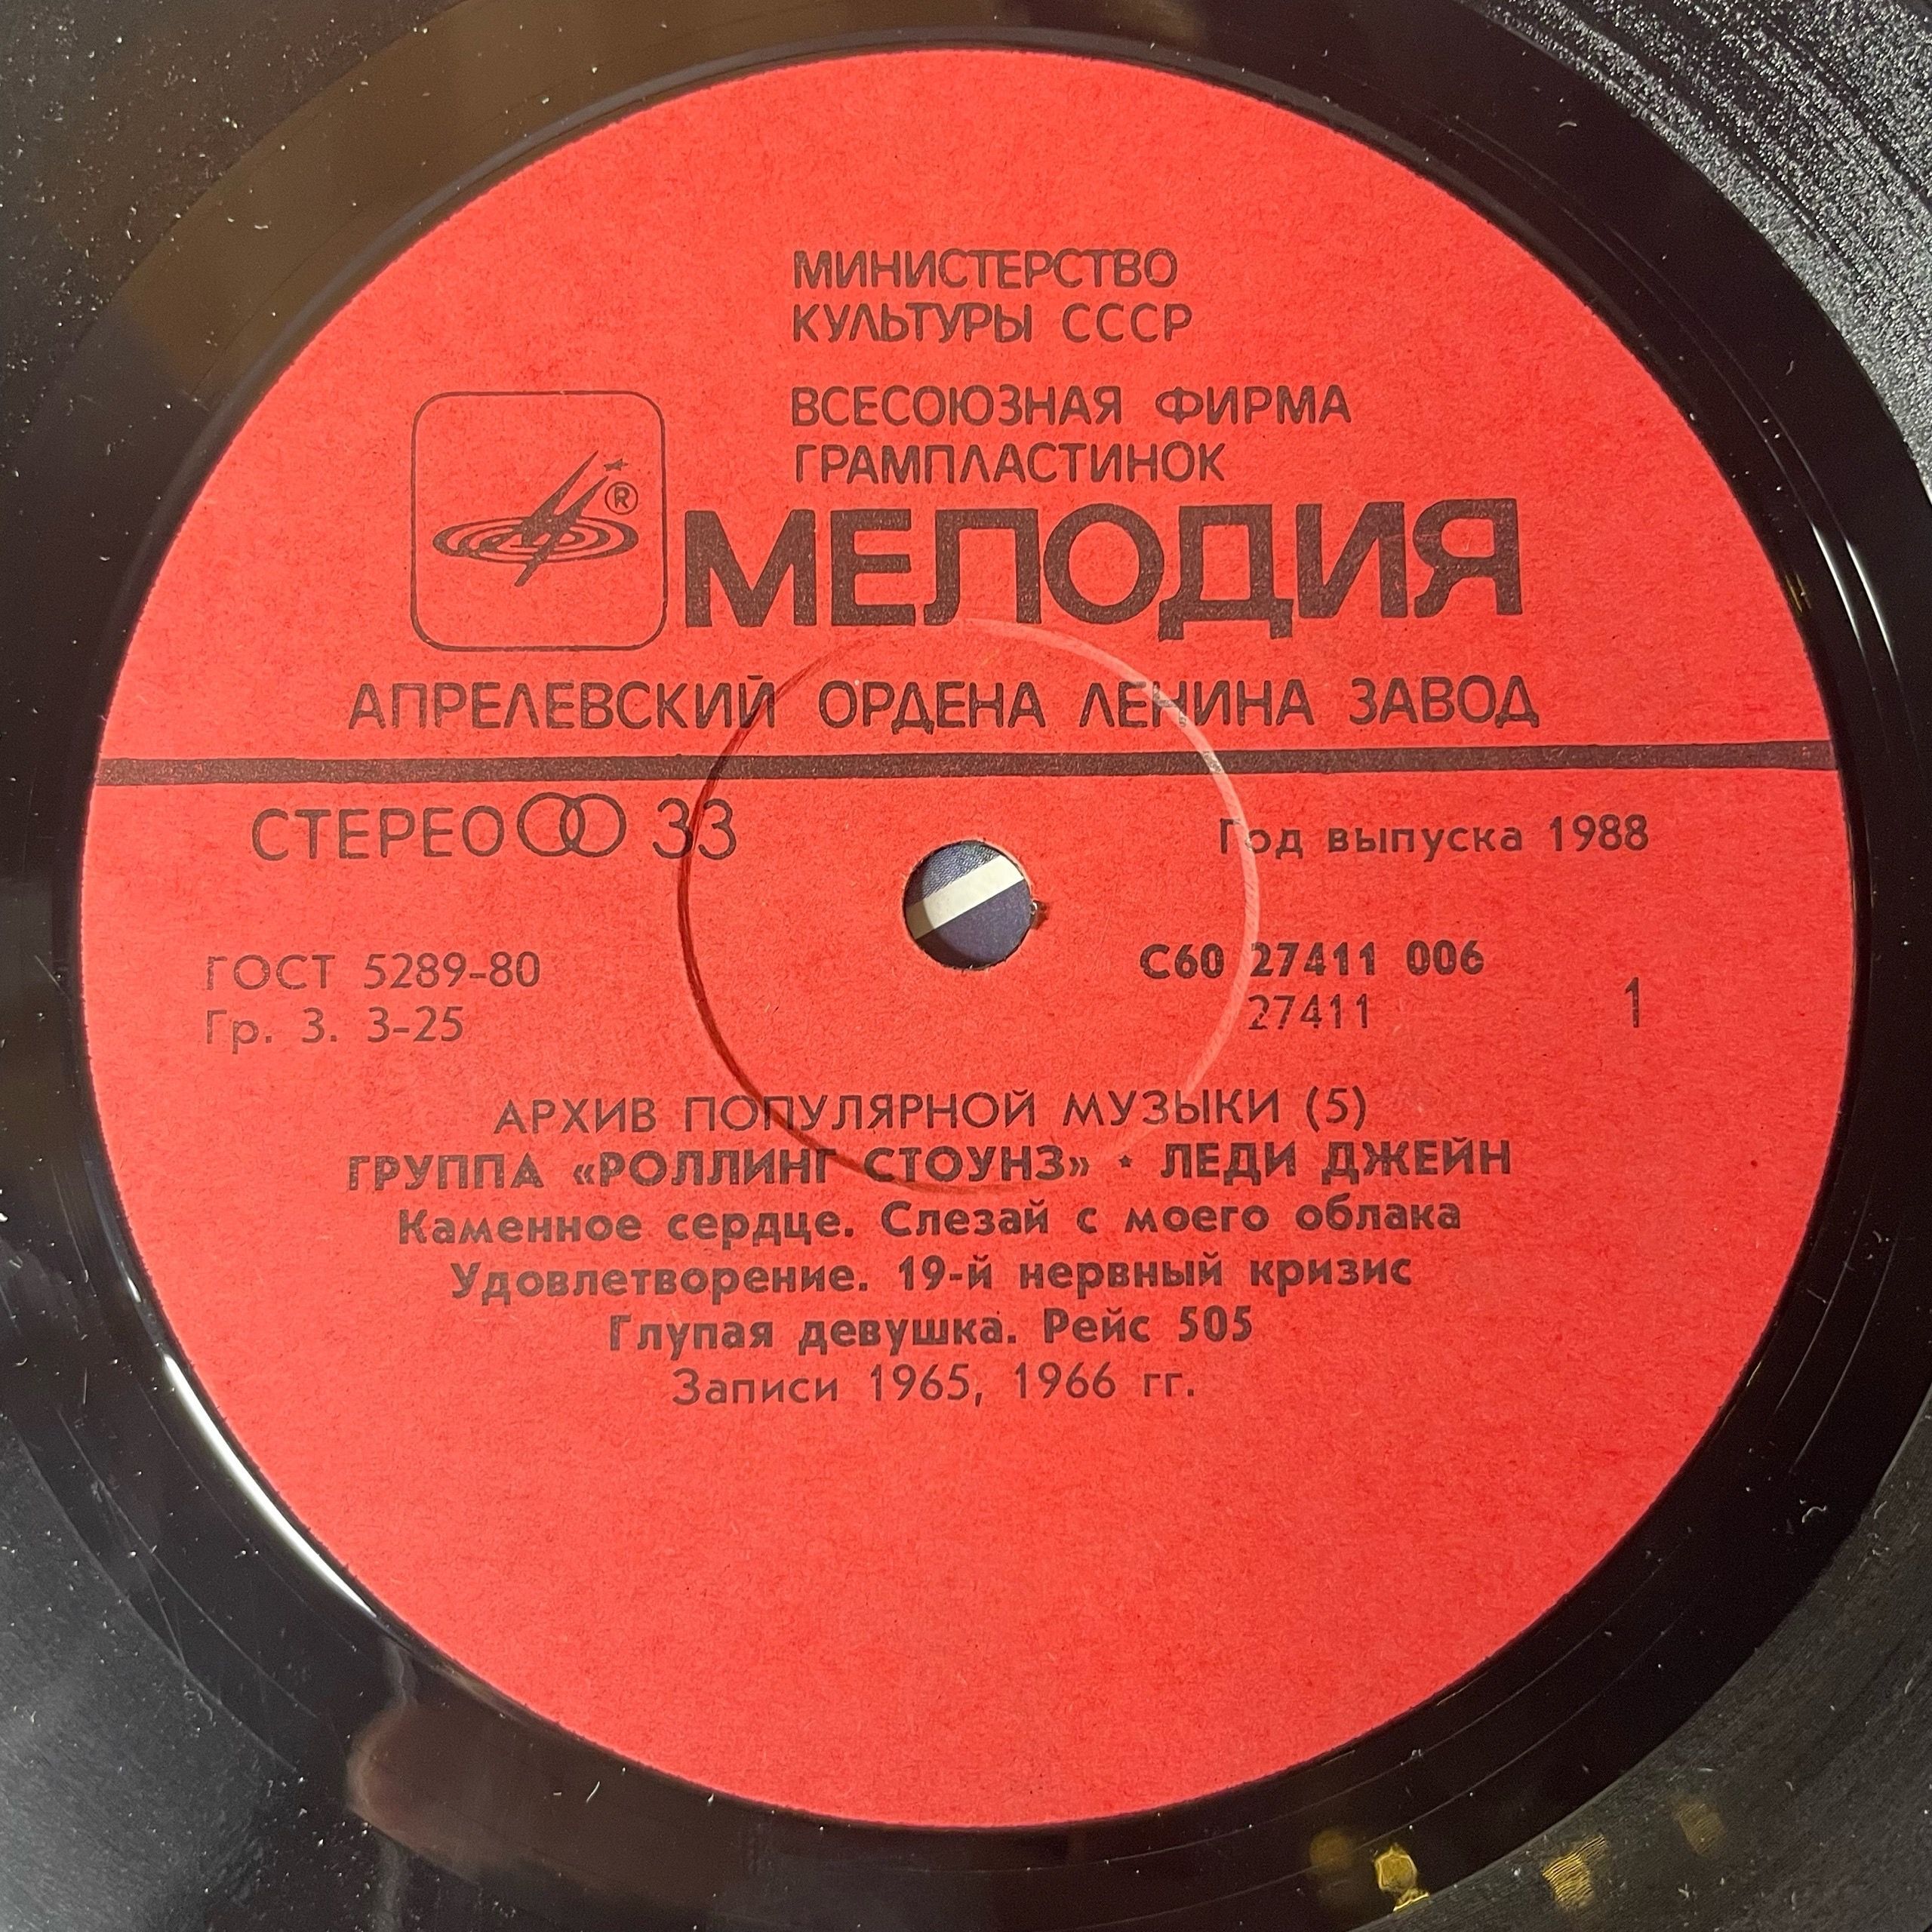 МИНИСТЕРСТВО
КУЛЬТУРЫ СССР
ВСЕСОЮЗНАЯ ФИРМА
ГРАМПЛАСТИНОК
®
МЕЛОДИЯ
АПРЕЛЕВСКИЙ ОРДЕНА ЛЕНИНА ЗАВОД
СТЕРЕО 33
Год выпуска 1988
ГОСТ 5289-80
Гр. 3. 3-25
С60 27411 006
27411
1
АРХИВ ПОПУЛЯРНОЙ МУЗЫКИ (5)
ГРУППА «РОЛЛИНГ СТОУНЗ» • ЛЕДИ ДЖЕЙН
Каменное сердце. Слезай с моего облака
Удовлетворение. 19-й нервный кризис
Глупая девушка. Рейс 505
Записи 1965, 1966 гг.